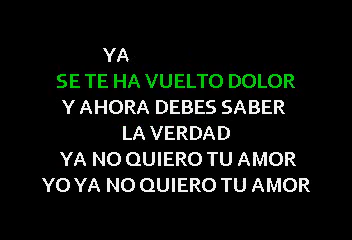 YA
SE TE HA VUELTO DOLOR
Y AHORA DEBES SABER
LA VERDAD
YA NO QUIERO TU AMOR
YO YA NO QUIERO TU AMOR